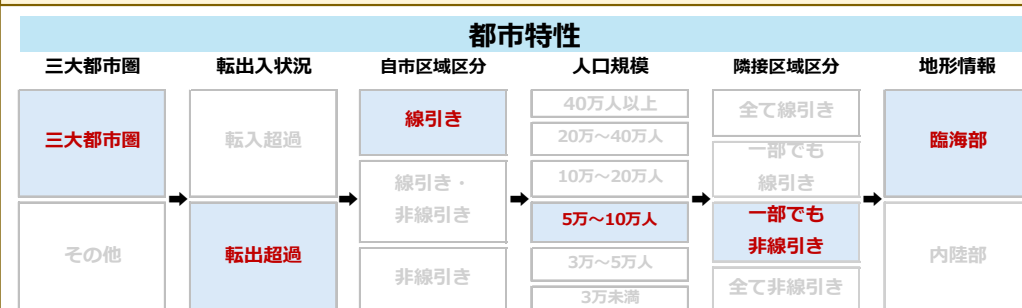 都市特性
三大都市圏
転出入状況
自市区域区分
人口規模
隣接区域区分
地形情報
三大都市圏
その他
転入超過
転出超過
線引き
線引き・
非線引き
非線引き
40万人以上
20万～40万人
10万～20万人
5万～10万人
3万～5万人
3万未満
全て線引き
一部でも
線引き
一部でも
非線引き
全て非線引き
臨海部
内陸部